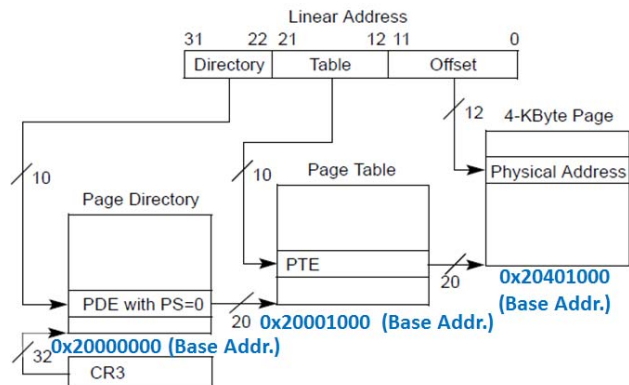 Linear Address
31 22 21 12 11 0
Directory Table Offset
12 4-KByte Page
Physical Address
10 10
Page Directory Page Table
PTE
20
0x20401000
(Base Addr.)
PDE with PS=0
20 0x20001000 (Base Addr.)
32 0x20000000 (Base Addr.)
CR3